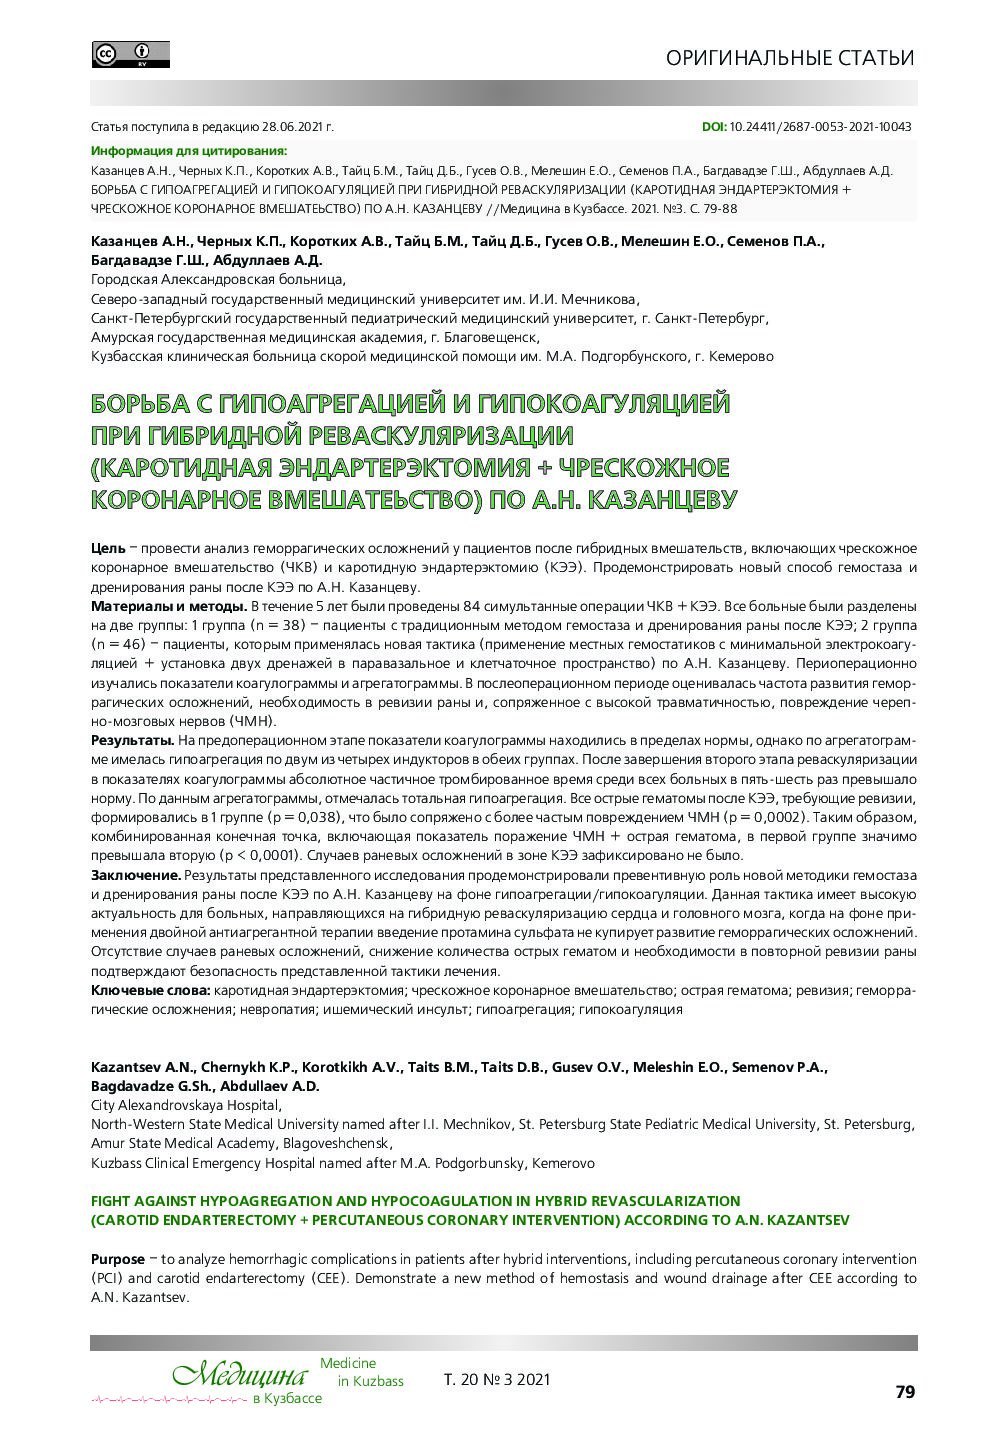 cc BY
ОРИГИНАЛЬНЫЕ СТАТЬИ
Статья поступила в редакцию 28.06.2021 г.
DOI: 10.24411/2687-0053-2021-10043
Информация для цитирования:
Казанцев А.Н., Черных К.П., Коротких А.В., Тайц Б.М., Тайц Д.Б., Гусев О.В., Мелешин Е.О., Семенов П.А., Багдавадзе Г.Ш., Абдуллаев А.Д.
БОРЬБА С ГИПОАГРЕГАЦИЕЙ И ГИПОКОАГУЛЯЦИЕЙ ПРИ ГИБРИДНОЙ РЕВАСКУЛЯРИЗАЦИИ (КАРОТИДНАЯ ЭНДАРТЕРЭКТОМИЯ +
ЧРЕСКОЖНОЕ КОРОНАРНОЕ ВМЕШАТЕЬСТВО) ПО А.Н. КАЗАНЦЕВУ //Медицина в Кузбассе. 2021. №3. С. 79-88
Казанцев А.Н., Черных К.П., Коротких А.В., Тайц Б.М., Тайц Д.Б., Гусев О.В., Мелешин Е.О., Семенов П.А.,
Багдавадзе Г.Ш., Абдуллаев А.Д.
Городская Александровская больница,
Северо-западный государственный медицинский университет им. И.И. Мечникова,
Санкт-Петербургский государственный педиатрический медицинский университет, г. Санкт-Петербург,
Амурская государственная медицинская академия, г. Благовещенск,
Кузбасская клиническая больница скорой медицинской помощи им. М.А. Подгорбунского, г. Кемерово
БОРЬБА С ГИПОАГРЕГАЦИЕЙ И ГИПОКОАГУЛЯЦИЕЙ
ПРИ ГИБРИДНОЙ РЕВАСКУЛЯРИЗАЦИИ
(КАРОТИДНАЯ ЭНДАРТЕРЭКТОМИЯ + ЧРЕСКОЖНОЕ
КОРОНАРНОЕ ВМЕШАТЕЬСТВО) ПО А.Н. КАЗАНЦЕВУ
Цель – провести анализ геморрагических осложнений у пациентов после гибридных вмешательств, включающих чрескожное
коронарное вмешательство (ЧКВ) и каротидную эндартерэктомию (КЭЭ). Продемонстрировать новый способ гемостаза и
дренирования раны после КЭЭ по А.Н. Казанцеву.
Материалы и методы. В течение 5 лет были проведены 84 симультанные операции ЧКВ + КЭЭ. Все больные были разделены
на две группы: 1 группа (n = 38) – пациенты с традиционным методом гемостаза и дренирования раны после КЭЭ; 2 группа
(n = 46) – пациенты, которым применялась новая тактика (применение местных гемостатиков с минимальной электрокоагу-
ляцией + установка двух дренажей в паравазальное и клетчаточное пространство) по А.Н. Казанцеву. Периоперационно
изучались показатели коагулограммы и агрегатограммы. В послеоперационном периоде оценивалась частота развития гемор-
рагических осложнений, необходимость в ревизии раны и, сопряженное с высокой травматичностью, повреждение череп-
но-мозговых нервов (ЧМН).
Результаты. На предоперационном этапе показатели коагулограммы находились в пределах нормы, однако по агрегатограм-
ме имелась гипоагрегация по двум из четырех индукторов в обеих группах. После завершения второго этапа реваскуляризации
в показателях коагулограммы абсолютное частичное тромбированное время среди всех больных в пять-шесть раз превышало
норму. По данным агрегатограммы, отмечалась тотальная гипоагрегация. Все острые гематомы после КЭЭ, требующие ревизии,
формировались в 1 группе (p = 0,038), что было сопряжено с более частым повреждением ЧМН (p = 0,0002). Таким образом,
комбинированная конечная точка, включающая показатель поражение ЧМН + острая гематома, в первой группе значимо
превышала вторую (p < 0,0001). Случаев раневых осложнений в зоне КЭЭ зафиксировано не было.
Заключение. Результаты представленного исследования продемонстрировали превентивную роль новой методики гемостаза
и дренирования раны после КЭЭ по А.Н. Казанцеву на фоне гипоагрегации/гипокоагуляции. Данная тактика имеет высокую
актуальность для больных, направляющихся на гибридную реваскуляризацию сердца и головного мозга, когда на фоне при-
менения двойной антиагрегантной терапии введение протамина сульфата не купирует развитие геморрагических осложнений.
Отсутствие случаев раневых осложнений, снижение количества острых гематом и необходимости в повторной ревизии раны
подтверждают безопасность представленной тактики лечения.
Ключевые слова: каротидная эндартерэктомия; чрескожное коронарное вмешательство; острая гематома; ревизия; геморра-
гические осложнения; невропатия; ишемический инсульт; гипоагрегация; гипокоагуляция
Kazantsev A.N., Chernykh K.P., Korotkikh A.V., Taits B.M., Taits D.B., Gusev O.V., Meleshin E.O., Semenov P.A.,
Bagdavadze G.Sh., Abdullaev A.D.
City Alexandrovskaya Hospital,
North-Western State Medical University named after I.I. Mechnikov, St. Petersburg State Pediatric Medical University, St. Petersburg,
Amur State Medical Academy, Blagoveshchensk,
Kuzbass Clinical Emergency Hospital named after M.A. Podgorbunsky, Kemerovo
FIGHT AGAINST HYPOAGREGATION AND HYPOCOAGULATION IN HYBRID REVASCULARIZATION
(CAROTID ENDARTERECTOMY + PERCUTANEOUS CORONARY INTERVENTION) ACCORDING TO A.N. KAZANTSEV
Purpose – to analyze hemorrhagic complications in patients after hybrid interventions, including percutaneous coronary intervention
(PCI) and carotid endarterectomy (CEE). Demonstrate a new method of hemostasis and wound drainage after CEE according to
A.N. Kazantsev.
Медицина
в Кузбассе
Medicine
in Kuzbass
Т. 20 № 3 2021
79